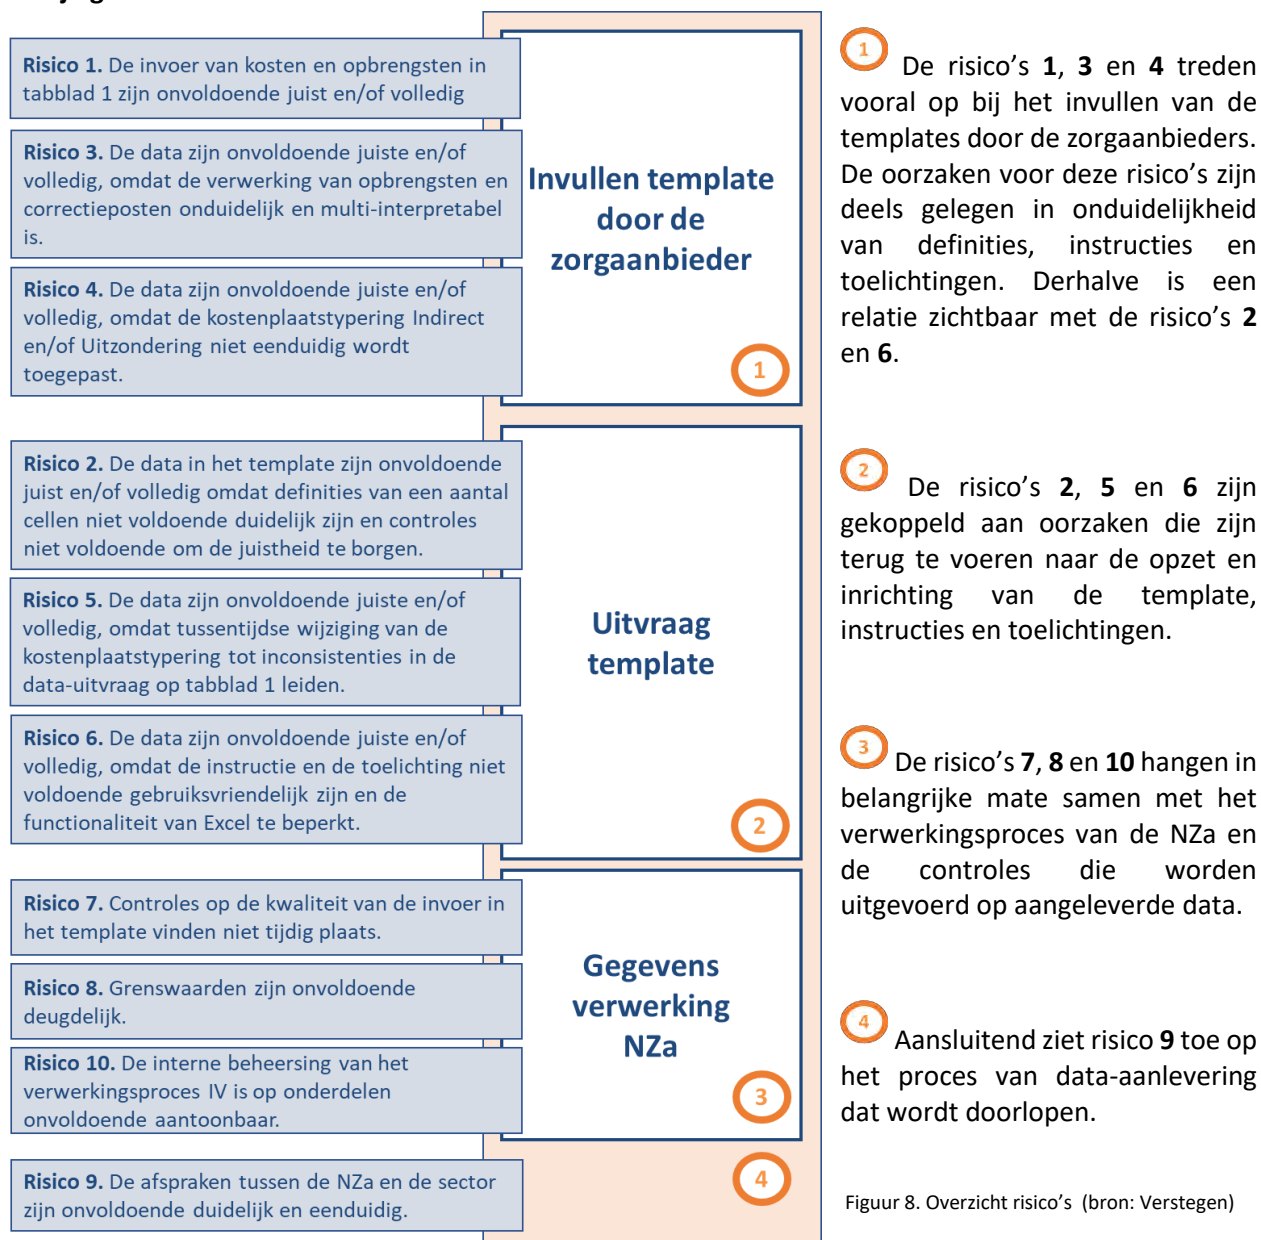 Risico 1. De invoer van kosten en opbrengsten in
tabblad 1 zijn onvoldoende juist en/of volledig
Risico 3. De data zijn onvoldoende juiste en/of
volledig, omdat de verwerking van opbrengsten en
correctieposten onduidelijk en multi-interpretabel
is.
Risico 4. De data zijn onvoldoende juiste en/of
volledig, omdat de kostenplaatstypering Indirect
en/of Uitzondering niet eenduidig wordt
toegepast.
Invullen template
door de
zorgaanbieder
1
1 De risico's 1, 3 en 4 treden
vooral op bij het invullen van de
templates door de zorgaanbieders.
De oorzaken voor deze risico's zijn
deels gelegen in onduidelijkheid
van definities, instructies en
toelichtingen. Derhalve is een
relatie zichtbaar met de risico's 2
en 6.
Risico 2. De data in het template zijn onvoldoende
juist en/of volledig omdat definities van een aantal
cellen niet voldoende duidelijk zijn en controles
niet voldoende om de juistheid te borgen.
Risico 5. De data zijn onvoldoende juiste en/of
volledig, omdat tussentijdse wijziging van de
kostenplaatstypering tot inconsistenties in de
data-uitvraag op tabblad 1 leiden.
Risico 6. De data zijn onvoldoende juiste en/of
volledig, omdat de instructie en de toelichting niet
voldoende gebruiksvriendelijk zijn en de
functionaliteit van Excel te beperkt.
Uitvraag
template
2
2 De risico's 2, 5 en 6 zijn
gekoppeld aan oorzaken die zijn
terug te voeren naar de opzet en
inrichting van de template,
instructies en toelichtingen.
Risico 7. Controles op de kwaliteit van de invoer in
het template vinden niet tijdig plaats.
Risico 8. Grenswaarden zijn onvoldoende
deugdelijk.
Risico 10. De interne beheersing van het
verwerkingsproces IV is op onderdelen
onvoldoende aantoonbaar.
Gegevens
verwerking
NZa
3
3 De risico's 7, 8 en 10 hangen in
belangrijke mate samen met het
verwerkingsproces van de NZa en
de controles die worden
uitgevoerd op aangeleverde data.
Risico 9. De afspraken tussen de NZa en de sector
zijn onvoldoende duidelijk en eenduidig.
4
4 Aansluitend ziet risico 9 toe op
het proces van data-aanlevering
dat wordt doorlopen.
Figuur 8. Overzicht risico's (bron: Verstegen)